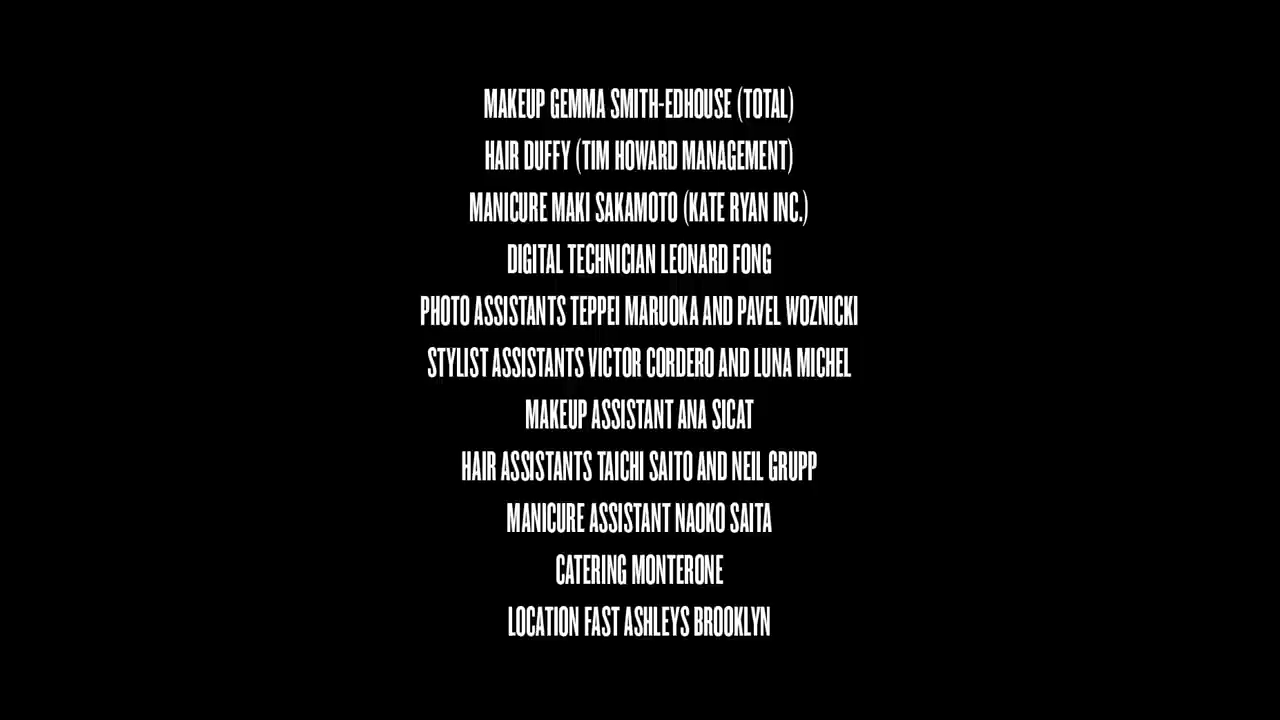 MAKEUP GEMMA SMITH-EDHOUSE (TOTAL)
HAIR DUFFY (TIM HOWARD MANAGEMENT)
MANICURE MAKI SAKAMOTO (KATE RYAN INC.)
DIGITAL TECHNICIAN LEONARD FONG
PHOTO ASSISTANTS TEPPEI MARUOKA AND PAVEL WOZNICKI
STYLIST ASSISTANTS VICTOR CORDERO AND LUNA MICHEL
MAKEUP ASSISTANT ANA SICAT
HAIR ASSISTANTS TAICHI SAITO AND NEIL GRUPP
MANICURE ASSISTANT NAOKO SAITA
CATERING MONTERONE
LOCATION FAST ASHLEYS BROOKLYN